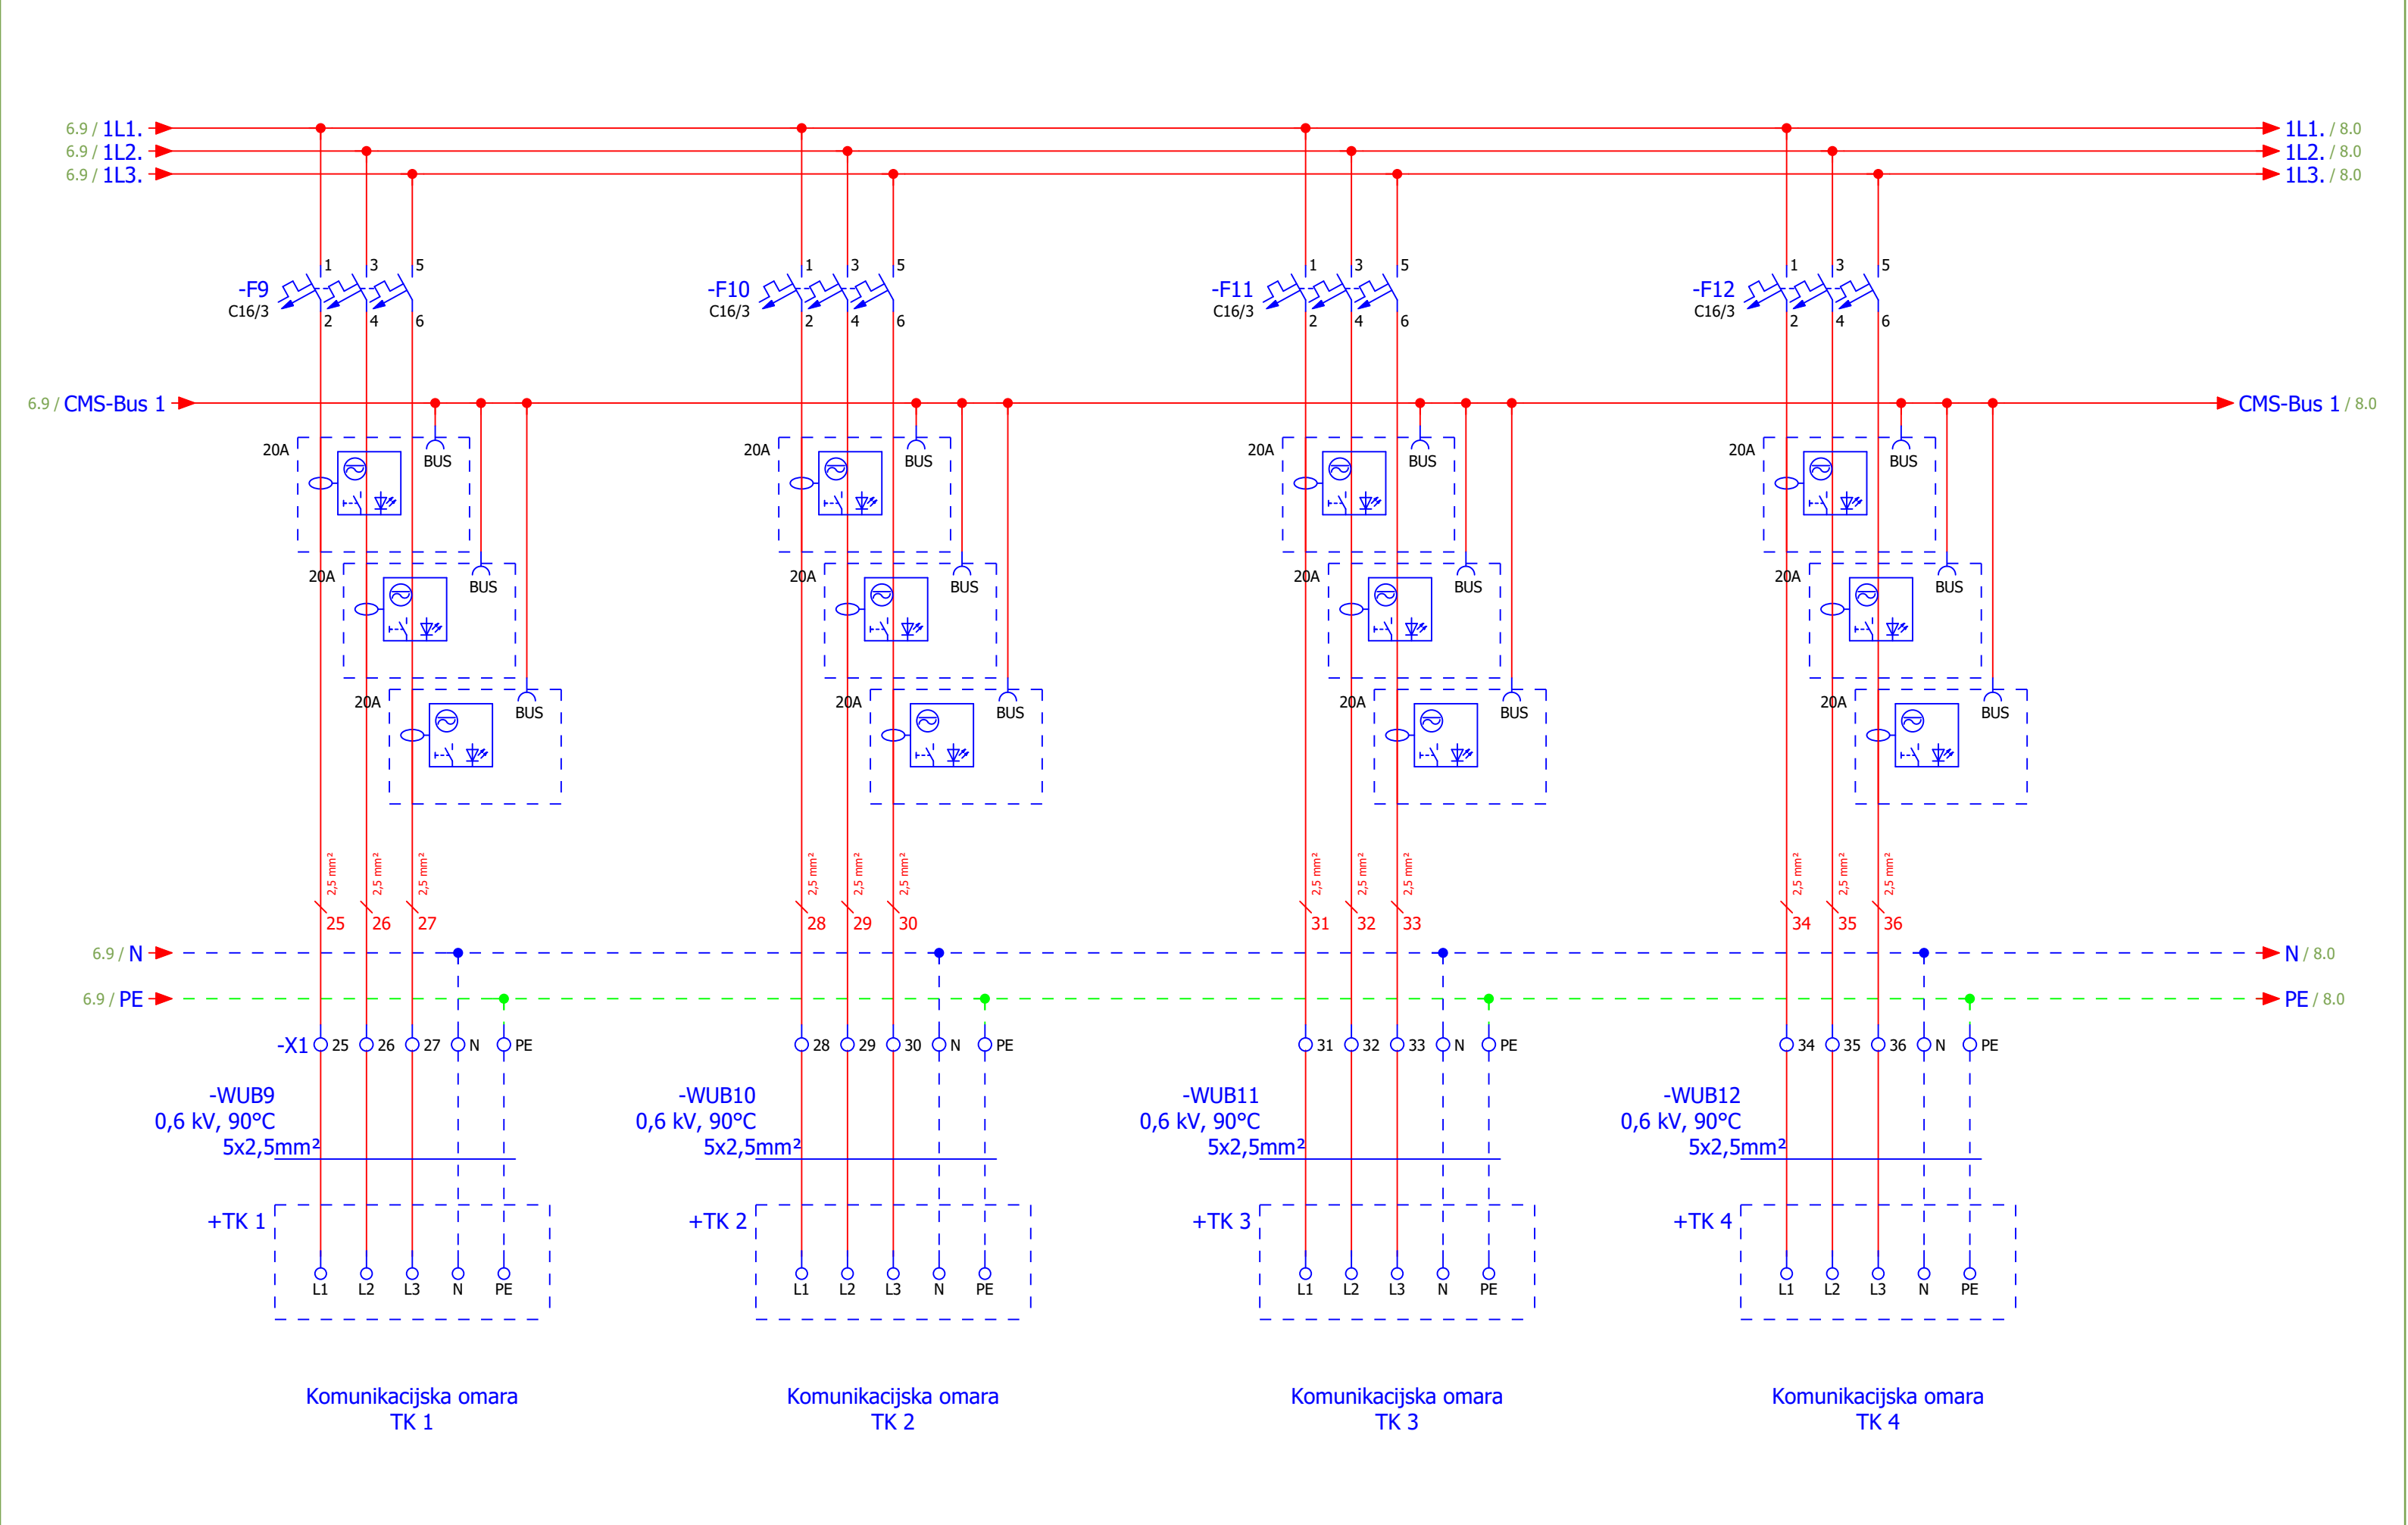 6.9 / 1L1. 1L1. / 8.0
6.9 / 1L2. 1L2. / 8.0
6.9 / 1L3. 1L3. / 8.0
1 3 5 1 3 5 1 3 5 1 3 5
-F9 -F10 -F11 -F12
C16/3 C16/3 C16/3 C16/3
2 4 6 2 4 6 2 4 6 2 4 6
6.9 / CMS-Bus 1 CMS-Bus 1 / 8.0
20A BUS 20A BUS 20A BUS 20A BUS
20A BUS 20A BUS 20A BUS 20A BUS
20A BUS 20A BUS 20A BUS 20A BUS
2,5 mm² 2,5 mm² 2,5 mm² 2,5 mm² 2,5 mm² 2,5 mm² 2,5 mm² 2,5 mm² 2,5 mm² 2,5 mm² 2,5 mm² 2,5 mm²
25 26 27 28 29 30 31 32 33 34 35 36
6.9 / N N / 8.0
6.9 / PE PE / 8.0
-X1 25 26 27 N PE 28 29 30 N PE 31 32 33 N PE 34 35 36 N PE
-WUB9 -WUB10 -WUB11 -WUB12
0,6 kV, 90°C 0,6 kV, 90°C 0,6 kV, 90°C 0,6 kV, 90°C
5x2,5mm² 5x2,5mm² 5x2,5mm² 5x2,5mm²
+TK 1 +TK 2 +TK 3 +TK 4
L1 L2 L3 N PE L1 L2 L3 N PE L1 L2 L3 N PE L1 L2 L3 N PE
Komunikacijska omara Komunikacijska omara Komunikacijska omara Komunikacijska omara
TK 1 TK 2 TK 3 TK 4